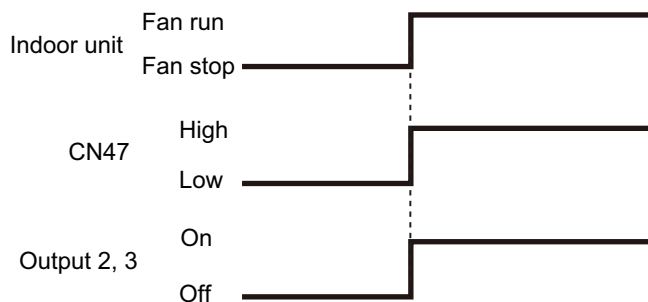 Indoor unit
Fan run
Fan stop
CN47
High
Low
Output 2, 3
On
Off